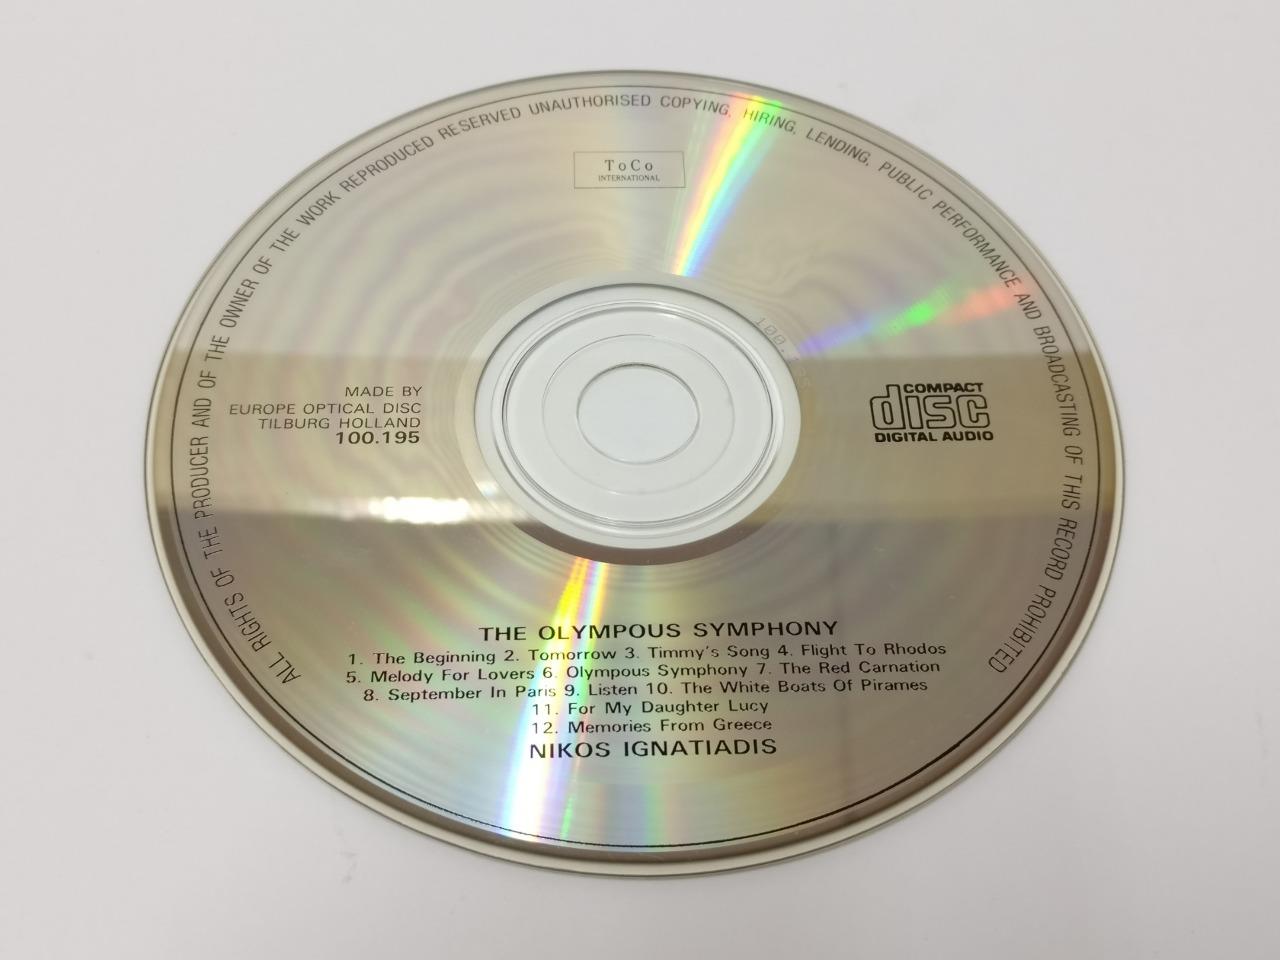 ALL RIGHTS OF THE PRODUCER AND OF THE OWNER OF THE WORK REPRODUCED RESERVED UNAUTHORISED COPYING, HIRING, LENDING, PUBLIC PERFORMANCE AND BROADCASTING OF THIS RECORD PROHIBITED
ToCo
INTERNATIONAL
MADE BY
EUROPE OPTICAL DISC
TILBURG HOLLAND
100.195
COMPACT
disc
DIGITAL AUDIO
100.195
THE OLYMPOUS SYMPHONY
1. The Beginning 2. Tomorrow 3. Timmy's Song 4. Flight To Rhodos
5. Melody For Lovers 6. Olympous Symphony 7. The Red Carnation
8. September In Paris 9. Listen 10. The White Boats Of Pirames
11. For My Daughter Lucy
12. Memories From Greece
NIKOS IGNATIADIS